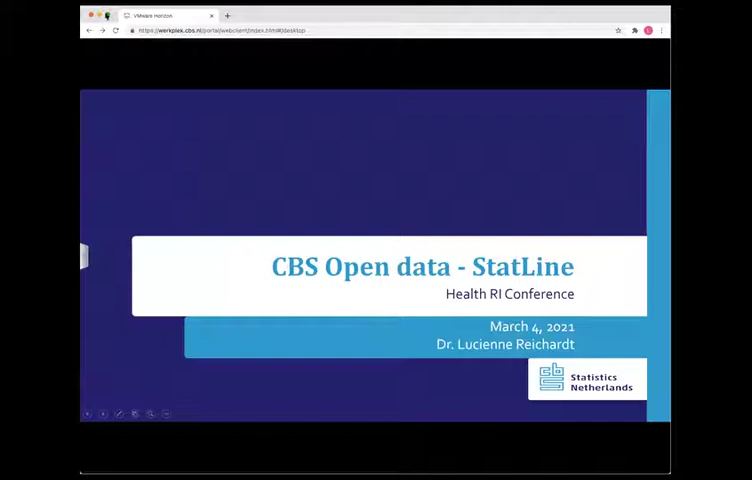 VMware Horizon
https://werkplek.cbs.nl/portal/webclient/index.html#/desktop
CBS Open data - StatLine
Health RI Conference
March 4, 2021
Dr. Lucienne Reichardt
Statistics
Netherlands